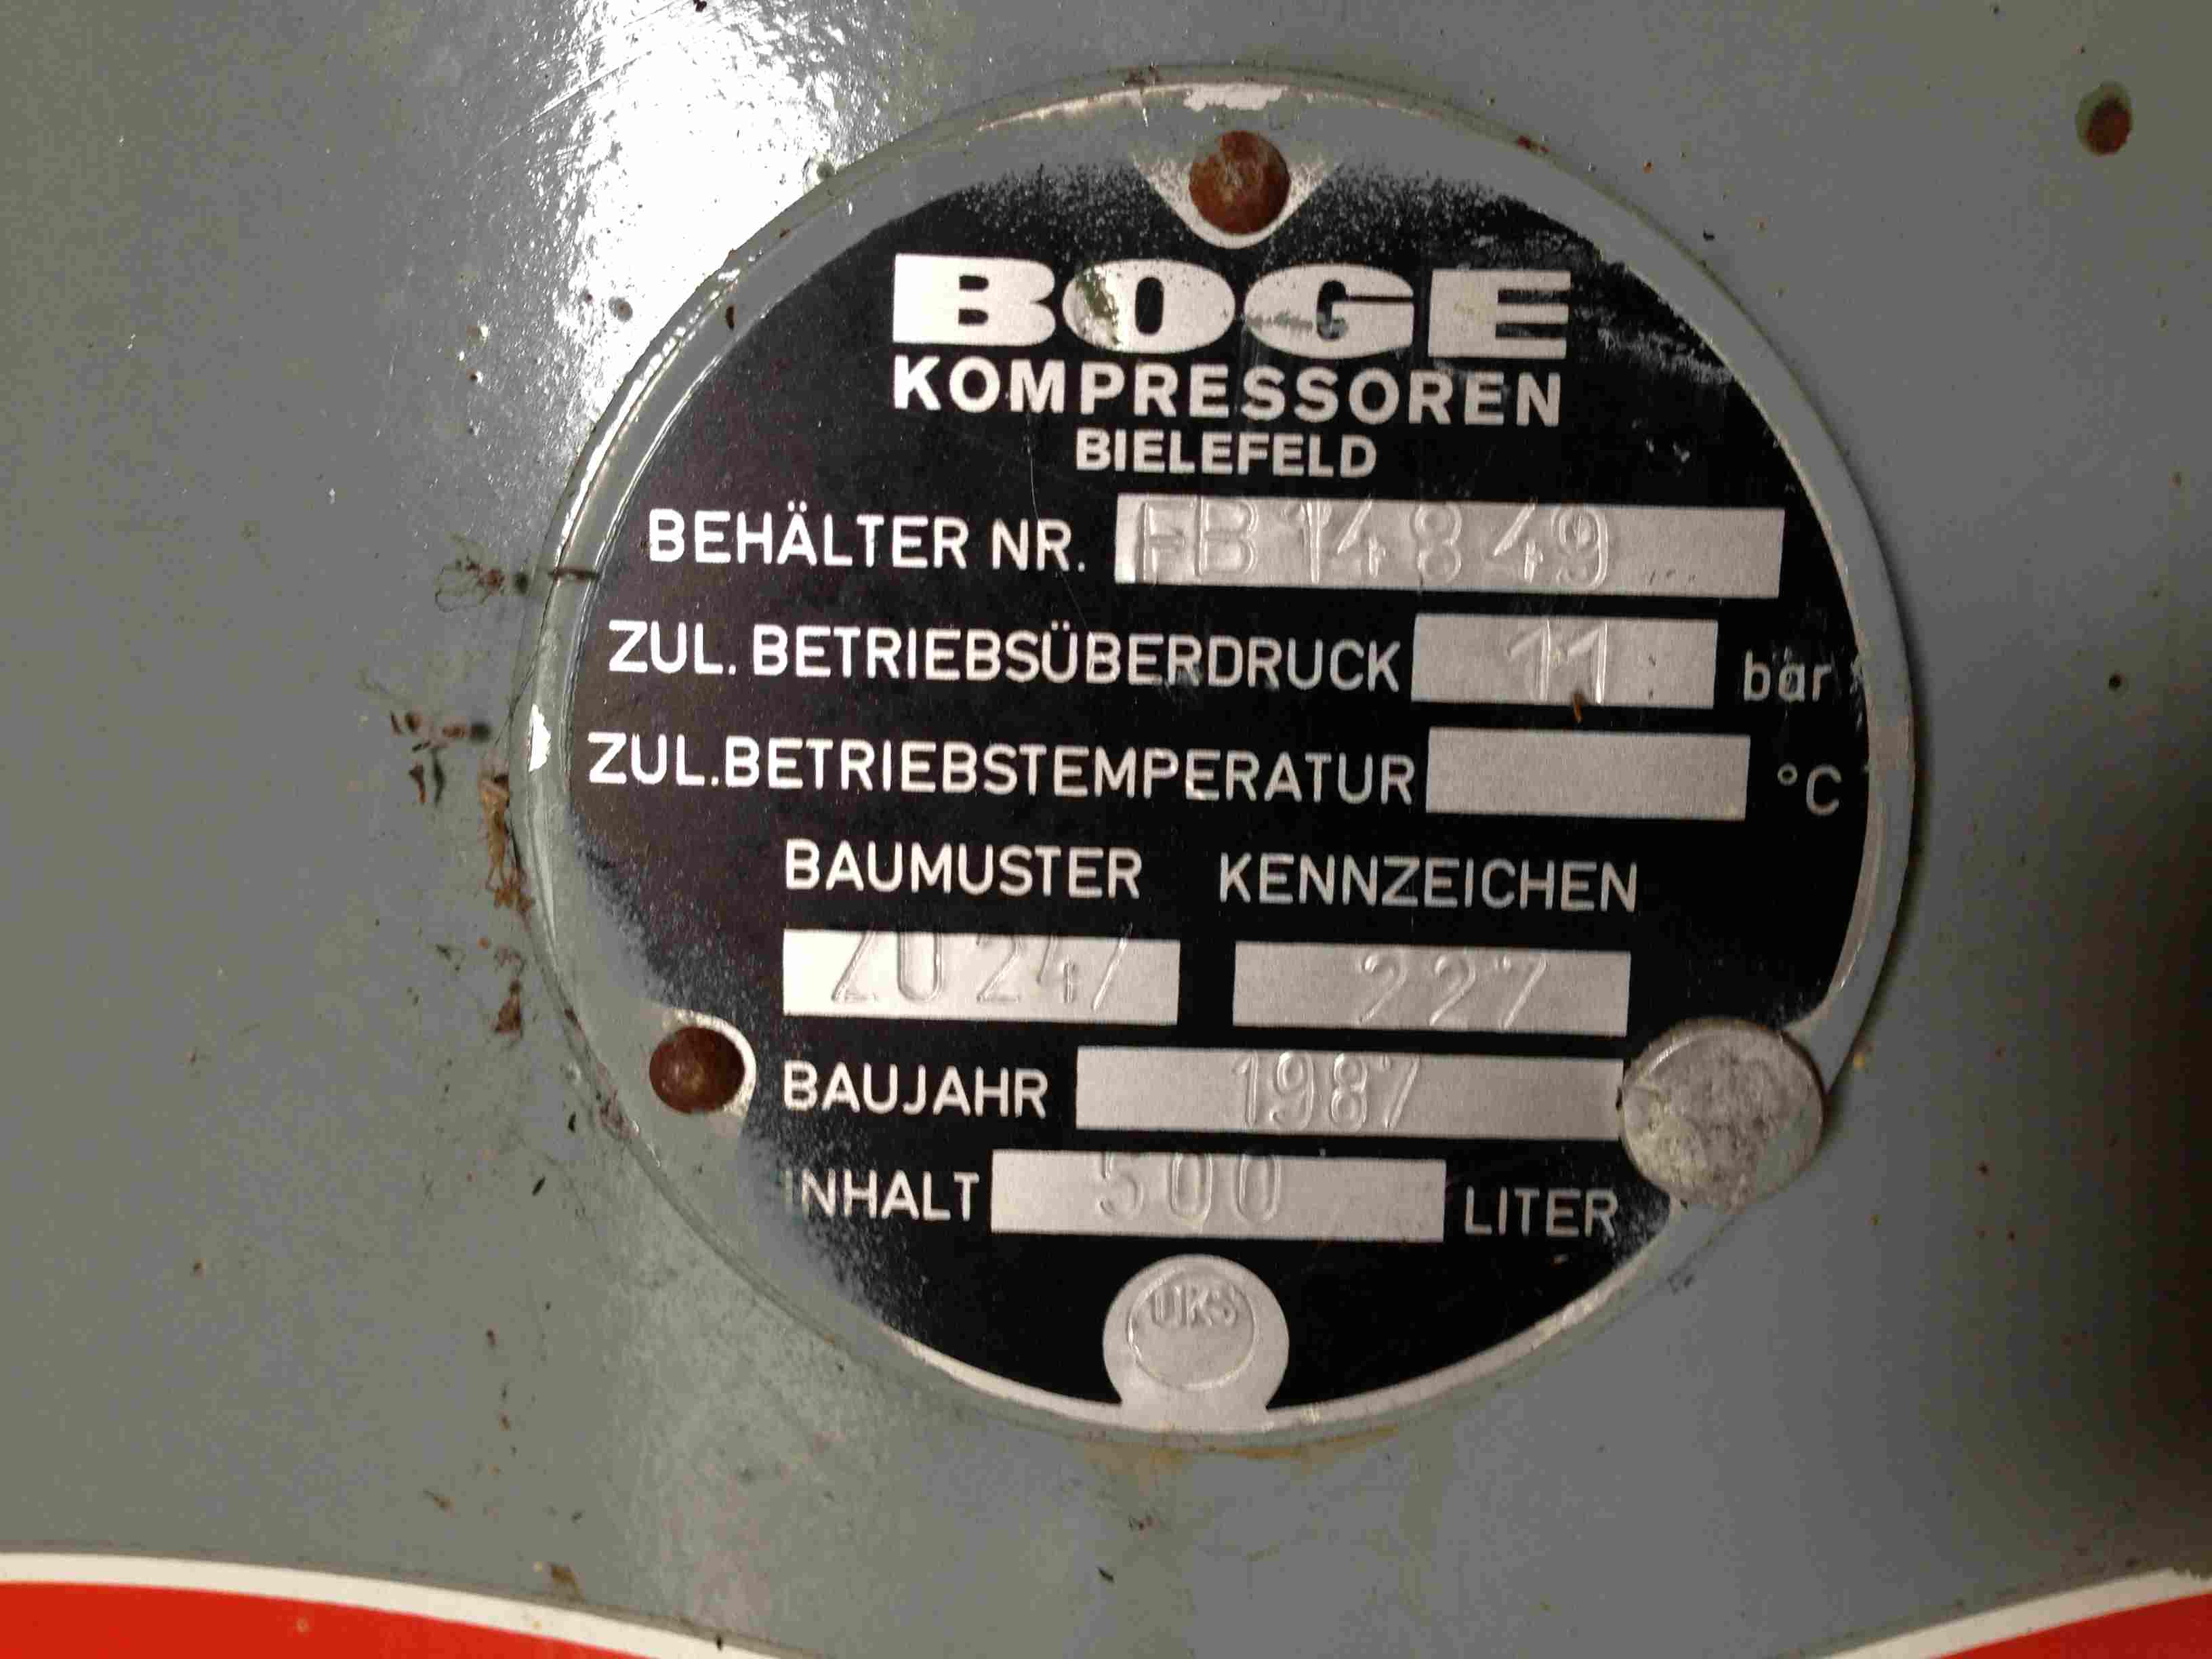 BOGE
KOMPRESSOREN
BIELEFELD
BEHÄLTER NR. FB 14849
ZUL. BETRIEBSÜBERDRUCK 11 bar
ZUL. BETRIEBSTEMPERATUR °C
BAUMUSTER KENNZEICHEN
ZU 247 227
BAUJAHR 1987
INHALT 500 LITER
UKS